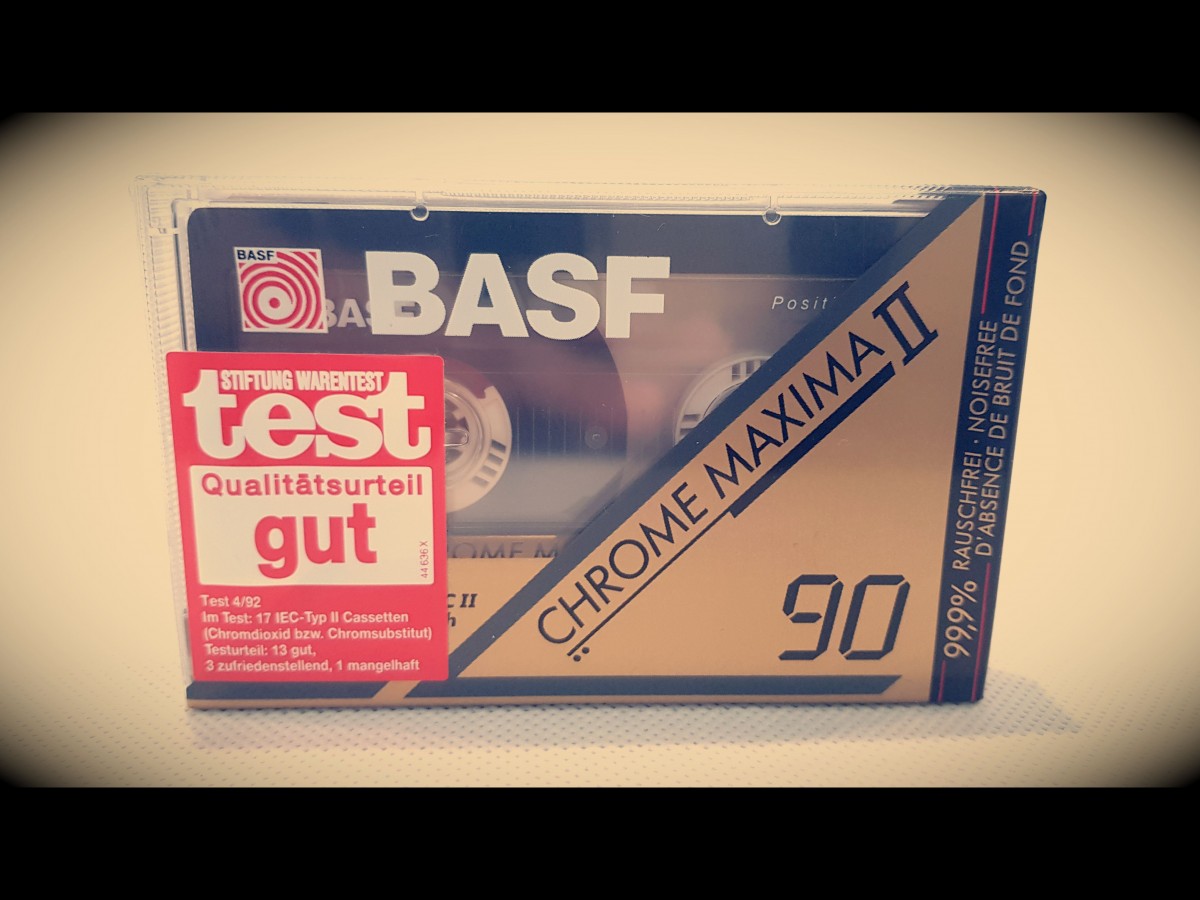 BASF
BASF
Posit
CHROME MAXIMA II
90
99,9% RAUSCHFREI · NOISEFREE
D'ABSENCE DE BRUIT DE FOND
STIFTUNG WARENTEST
test
Qualitätsurteil
gut
44 636 X
Test 4/92
Im Test: 17 IEC-Typ II Cassetten
(Chromdioxid bzw. Chromsubstitut)
Testurteil: 13 gut,
3 zufriedenstellend, 1 mangelhaft